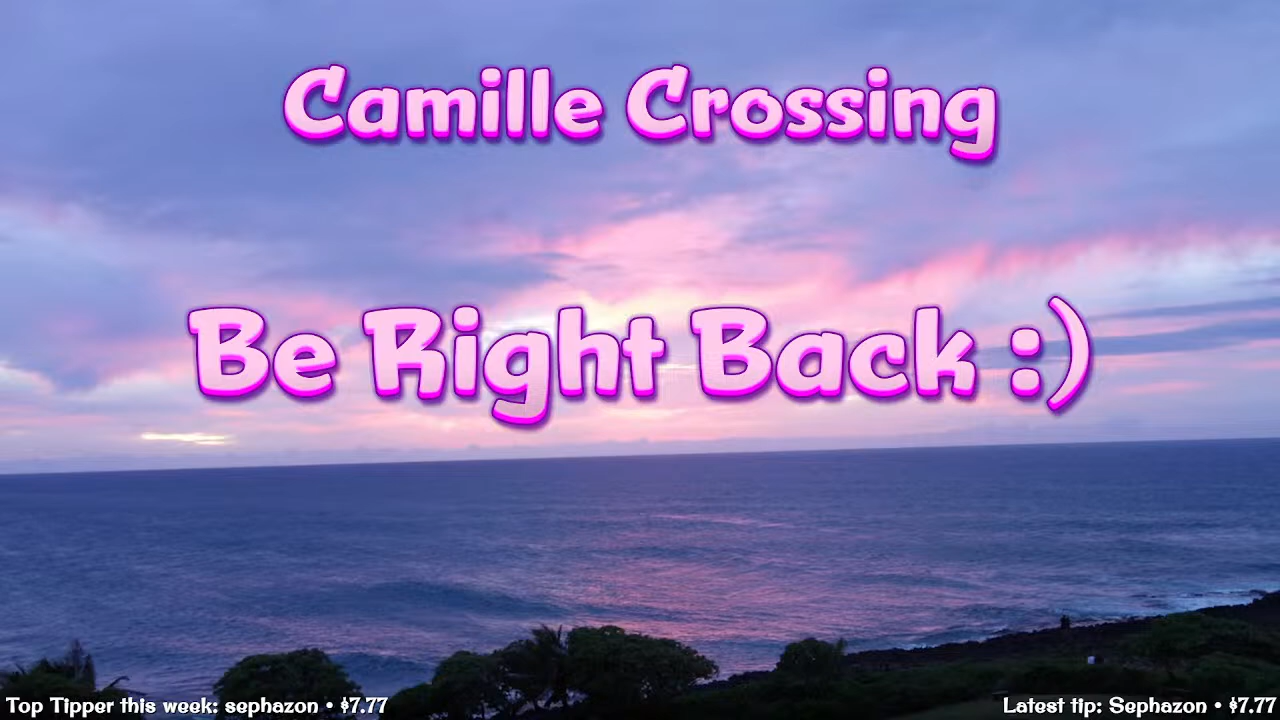 Camille Crossing
Be Right Back :)
Top Tipper this week: sephazon • $7.77
Latest tip: Sephazon • $7.77